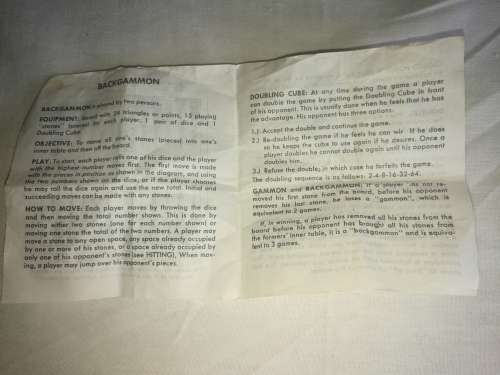 BACKGAMMON
BACKGAMMON is played by two persons.
EQUIPMENT: Board with 24 triangles or points, 15 playing
"stones" (pieces) for each player, 1 pair of dice and 1
Doubling Cube.
OBJECTIVE: To move all one's stones (pieces) into one's
inner table and then off the board.
PLAY: To start, each player rolls one of his dice and the player
with the highest number moves first. The first move is made
with the pieces in position as shown in the diagram, and using
the two numbers shown on the dice, or if the player chooses
he may roll the dice again and use the new total. Initial and
succeeding moves can be made with any stones.
HOW TO MOVE: Each player moves by throwing the dice
and then moving the total number shown. This is done by
moving either two stones (one for each number shown) or
moving one stone the total of the two numbers. A player may
move a stone to any open space, any space already occupied
by one or more of his stones, or a space already occupied by
only one of his opponent's stones (see HITTING). When mov-
ing, a player may jump over his opponent's pieces.
DOUBLING CUBE: At any time during the game a player
can double the game by putting the Doubling Cube in front
of his opponent. This is usually done when he feels that he has
the advantage. His opponent has three options.
1.) Accept the double and continue the game.
2.) Re-doubling the game if he feels he can win. If he does
so he keeps the cube to use again if he desires. Once a
player doubles he cannot double again until his opponent
doubles him.
3.) Refuse the double, in which case he forfeits the game.
The doubling sequence is as follows: 2-4-8-16-32-64.
GAMMON and BACKGAMMON: If a player has not re-
moved his first stone from the board, before his opponent
removes his last stone, he loses a "gammon", which is
equivalent to 2 games.
If, in winning, a player has removed all his stones from the
board before his opponent has brought all his stones from
the formers' inner table, it is a "backgammon" and is equiva-
lent to 3 games.